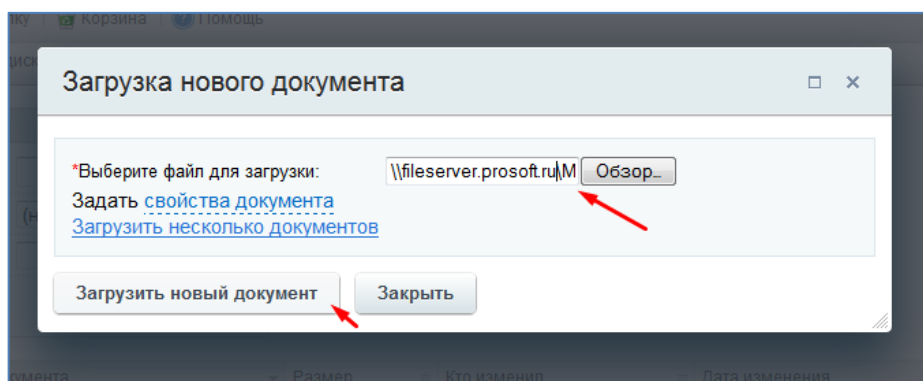 Корзина Помощь
Загрузка нового документа
*Выберите файл для загрузки: \\fileserver.prosoft.ru\M Обзор...
Задать свойства документа
Загрузить несколько документов
Загрузить новый документ Закрыть
Размер Кто изменил Дата изменения